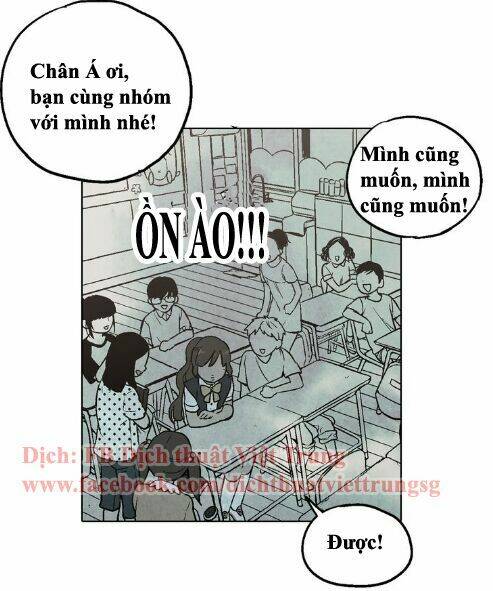 Chân Á ơi,
bạn cùng nhóm
với mình nhé!
Mình cũng
muốn, mình
cũng muốn!
ỒN ÀO!!!
Dịch: FB Dịch thuật Việt Trung
www.facebook.com/dichthuatviettrungsg
Được!